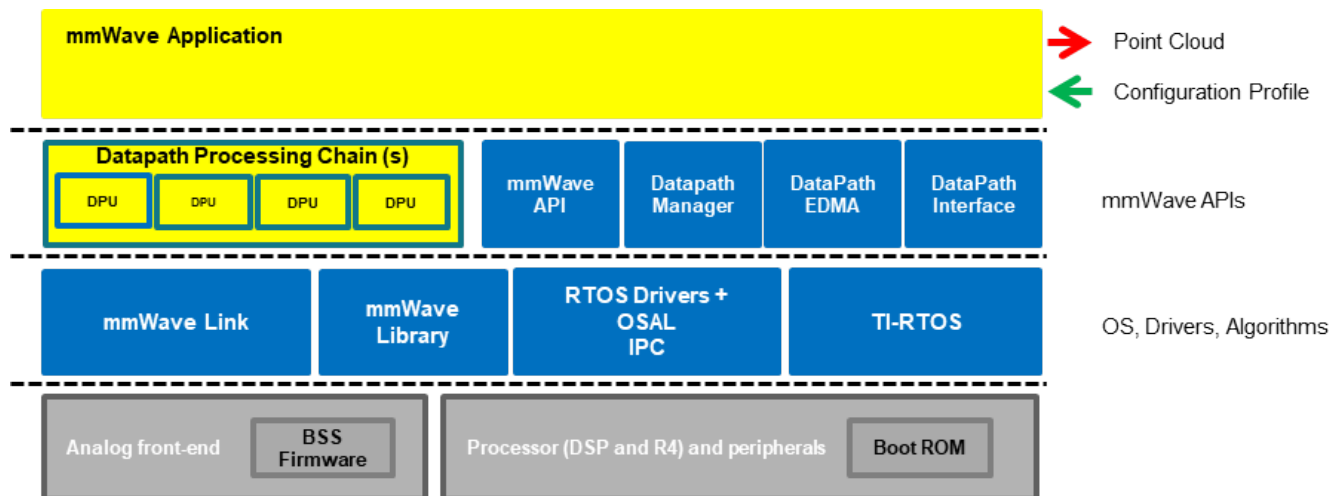 mmWave Application
Point Cloud
Configuration Profile
Datapath Processing Chain (s)
DPU
DPU
DPU
DPU
mmWave
API
Datapath
Manager
DataPath
EDMA
DataPath
Interface
mmWave APIs
mmWave Link
mmWave
Library
RTOS Drivers +
OSAL
IPC
TI-RTOS
OS, Drivers, Algorithms
Analog front-end
BSS
Firmware
Processor (DSP and R4) and peripherals
Boot ROM